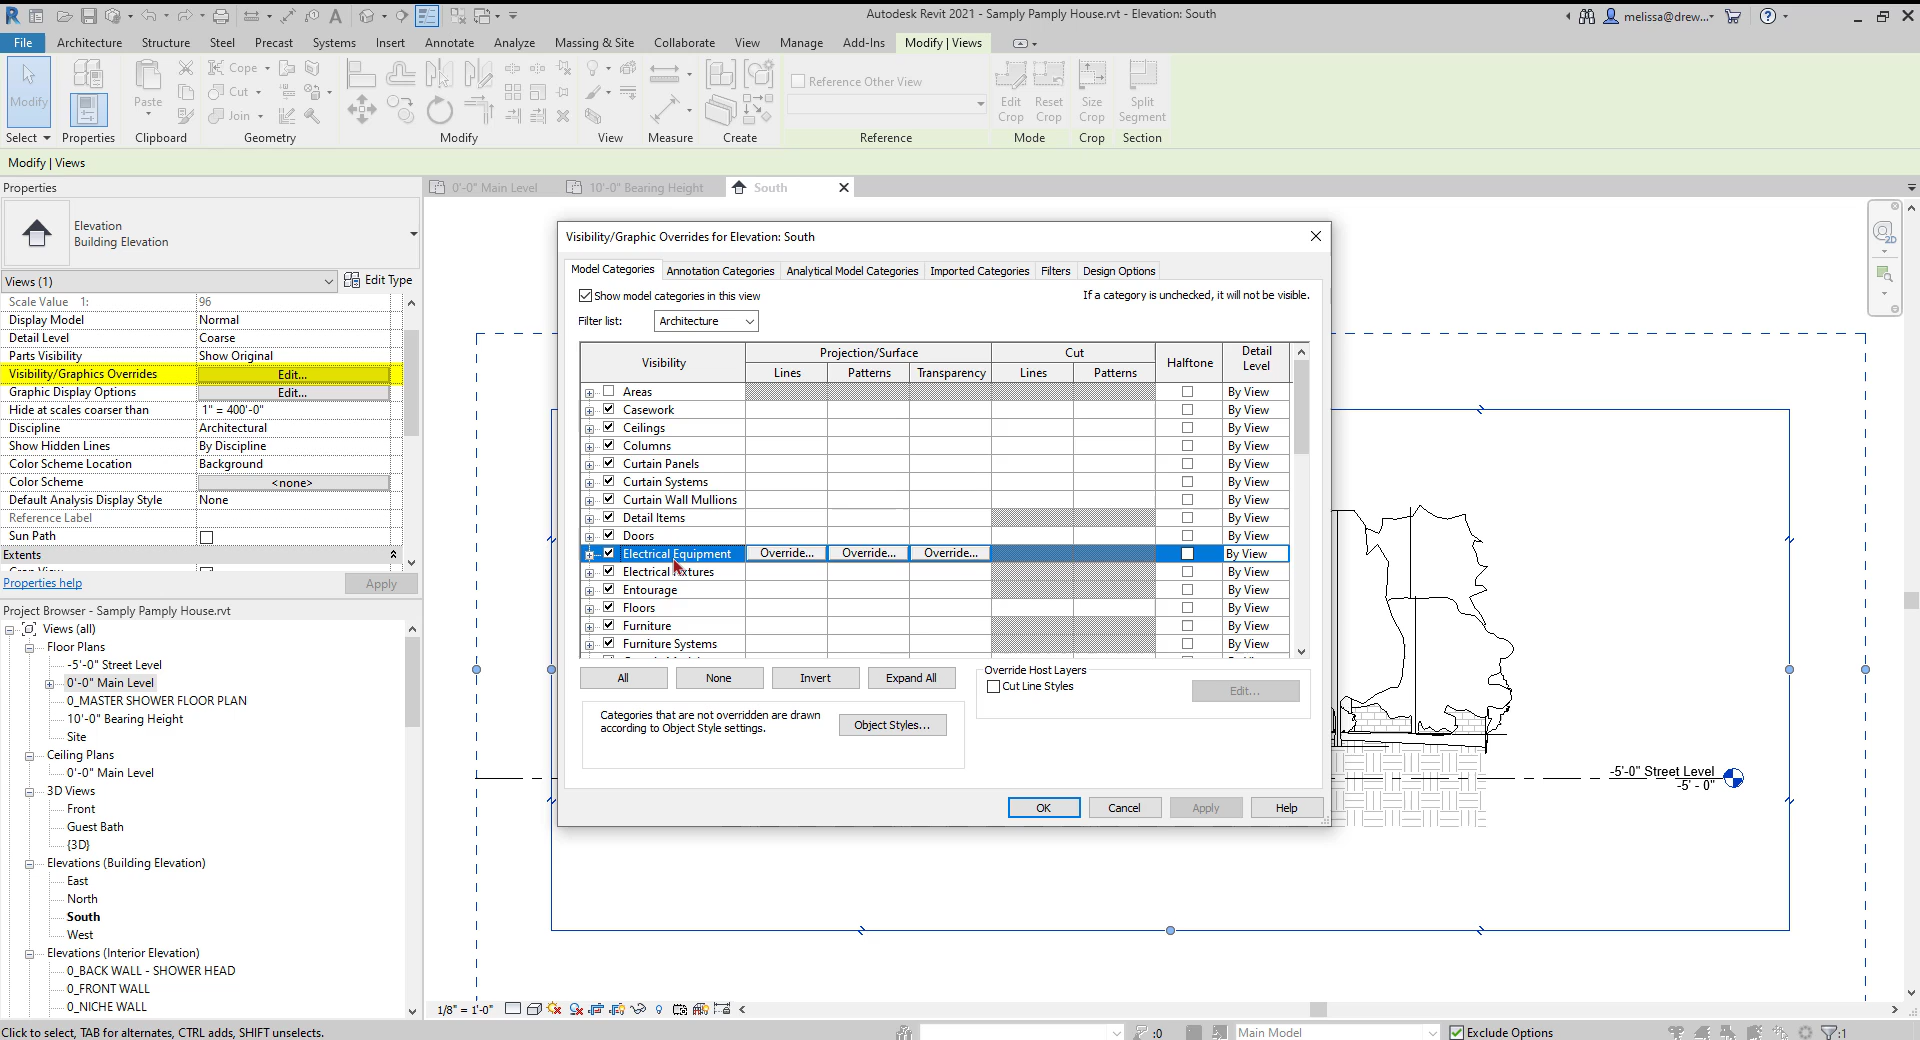 Autodesk Revit 2021 - Samply Pamply House.rvt - Elevation: South
melissa@drew...
File Architecture Structure Steel Precast Systems Insert Annotate Analyze Massing & Site Collaborate View Manage Add-Ins Modify | Views
Modify
Paste
Cope
Cut
Join
Reference Other View
Edit Crop
Reset Crop
Size Crop
Split Segment
Select Properties Clipboard Geometry Modify View Measure Create Reference Mode Crop Section
Modify | Views
Properties
Elevation
Building Elevation
Views (1)
Edit Type
Scale Value 1: 96
Display Model Normal
Detail Level Coarse
Parts Visibility Show Original
Visibility/Graphics Overrides Edit...
Graphic Display Options Edit...
Hide at scales coarser than 1" = 400'-0"
Discipline Architectural
Show Hidden Lines By Discipline
Color Scheme Location Background
Color Scheme <none>
Default Analysis Display Style None
Reference Label
Sun Path
Extents
Properties help
Apply
Project Browser - Samply Pamply House.rvt
Views (all)
Floor Plans
-5'-0" Street Level
0'-0" Main Level
0_MASTER SHOWER FLOOR PLAN
10'-0" Bearing Height
Site
Ceiling Plans
0'-0" Main Level
3D Views
Front
Guest Bath
{3D}
Elevations (Building Elevation)
East
North
South
West
Elevations (Interior Elevation)
0_BACK WALL - SHOWER HEAD
0_FRONT WALL
0_NICHE WALL
0'-0" Main Level
10'-0" Bearing Height
South
2D
Visibility/Graphic Overrides for Elevation: South
Model Categories Annotation Categories Analytical Model Categories Imported Categories Filters Design Options
Show model categories in this view
If a category is unchecked, it will not be visible.
Filter list: Architecture
Visibility Projection/Surface Cut Halftone Detail Level
Lines Patterns Transparency Lines Patterns
Areas By View
Casework By View
Ceilings By View
Columns By View
Curtain Panels By View
Curtain Systems By View
Curtain Wall Mullions By View
Detail Items By View
Doors By View
Electrical Equipment Override... Override... Override... By View
Electrical By View
Entourage By View
Floors By View
Furniture By View
Furniture Systems By View
All None Invert Expand All
Override Host Layers
Cut Line Styles
Edit...
Categories that are not overridden are drawn
according to Object Style settings.
Object Styles...
OK Cancel Apply Help
-5'-0" Street Level
-5' - 0"
1/8" = 1'-0"
Click to select, TAB for alternates, CTRL adds, SHIFT unselects.
:0
Main Model
Exclude Options
:1